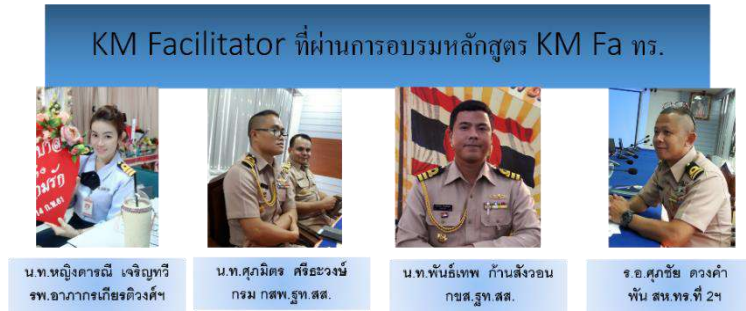 KM Facilitator ที่ผ่านการอบรมหลักสูตร KM Fa ทร.
น.ท.หญิงดารณี เจริญทวี
รพ.อาภากรเกียรติวงศ์ฯ
น.ท.ศุภมิตร ศรีธะวงษ์
กรม กสพ.ฐท.สส.
น.ท.พันธ์เทพ ก้านสังวอน
กขส.ฐท.สส.
ร.อ.ศุภชัย ดวงคำ
พัน สห.ทร.ที่ 2ฯ